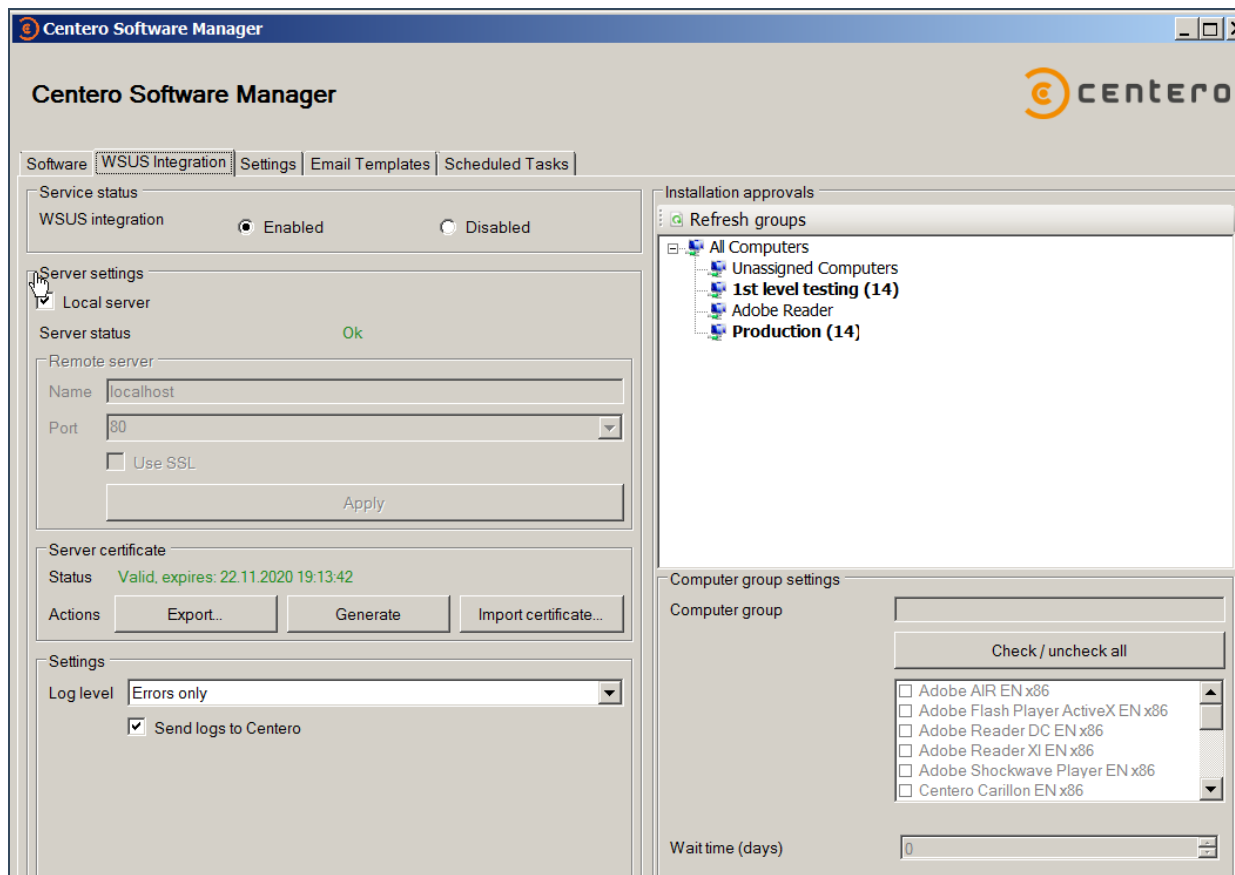 Centero Software Manager
Centero Software Manager
centero
Software WSUS Integration Settings Email Templates Scheduled Tasks
Service status
WSUS integration Enabled Disabled
Server settings
Local server
Server status Ok
Remote server
Name localhost
Port 80
Use SSL
Apply
Server certificate
Status Valid, expires: 22.11.2020 19:13:42
Actions Export... Generate Import certificate...
Settings
Log level Errors only
Send logs to Centero
Installation approvals
Refresh groups
All Computers
Unassigned Computers
1st level testing (14)
Adobe Reader
Production (14)
Computer group settings
Computer group
Check / uncheck all
Adobe AIR EN x86
Adobe Flash Player ActiveX EN x86
Adobe Reader DC EN x86
Adobe Reader XI EN x86
Adobe Shockwave Player EN x86
Centero Carillon EN x86
Wait time (days) 0